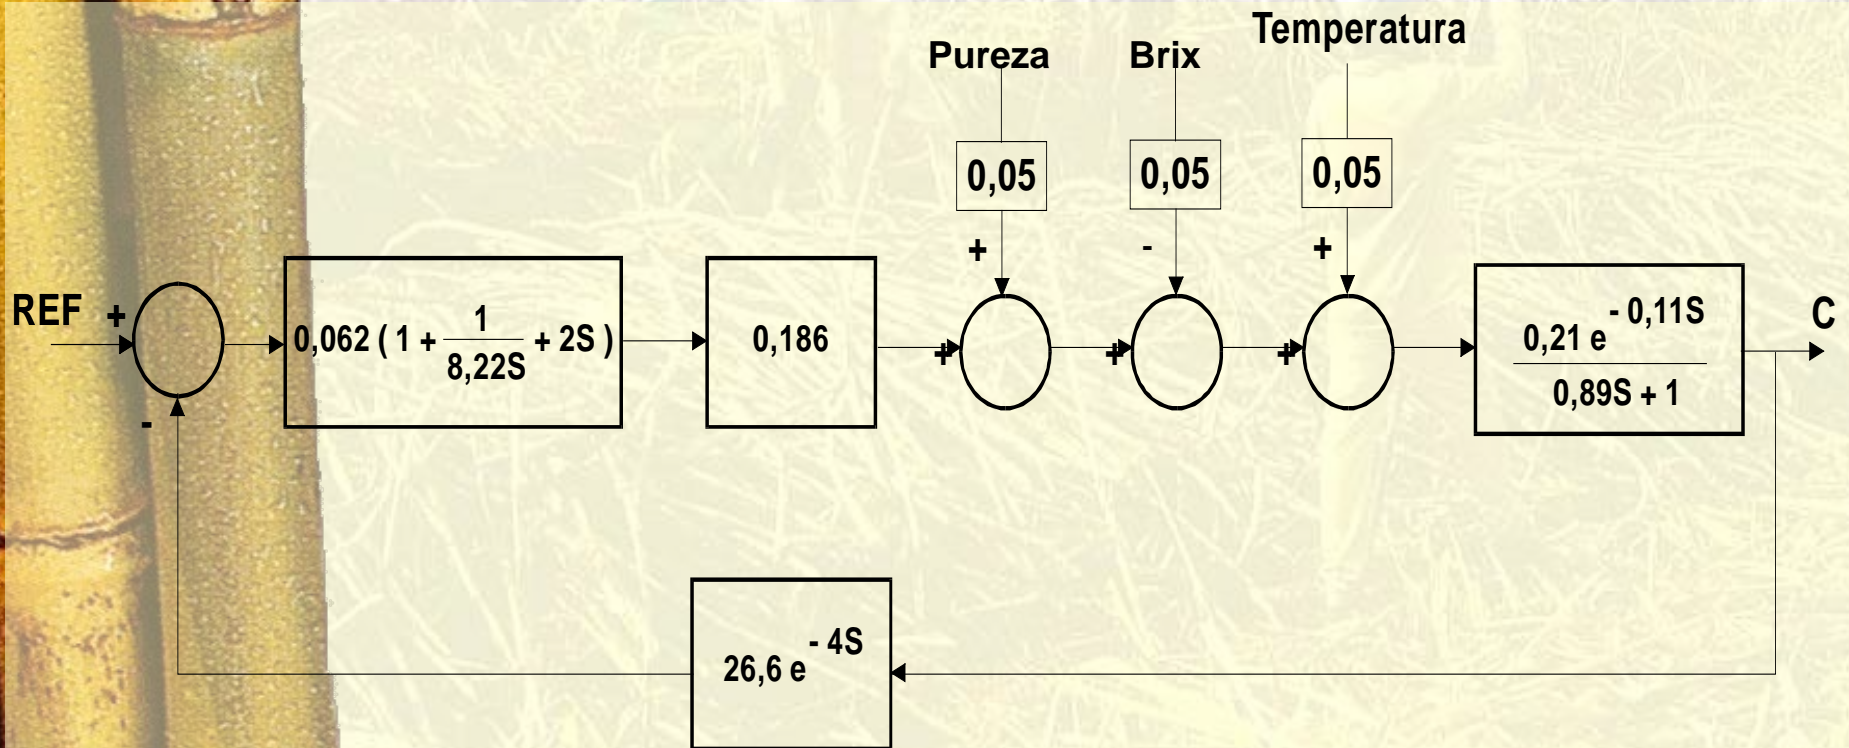 Temperatura
Pureza Brix
0,05 0,05 0,05
+ - +
REF +
0,062 ( 1 + 1 / 8,22S + 2S )
0,186
+ + +
0,21 e - 0,11S
0,89S + 1
C
-
26,6 e - 4S